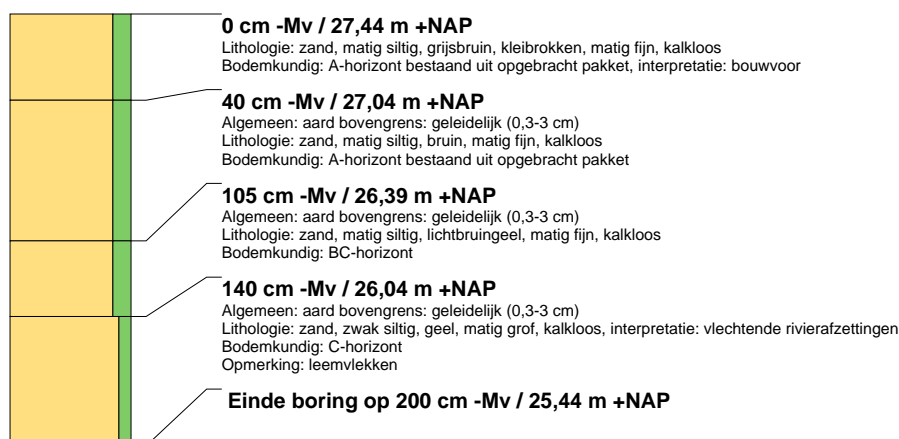 0 cm -Mv / 27,44 m +NAP
Lithologie: zand, matig siltig, grijsbruin, kleibrokken, matig fijn, kalkloos
Bodemkundig: A-horizont bestaand uit opgebracht pakket, interpretatie: bouwvoor
40 cm -Mv / 27,04 m +NAP
Algemeen: aard bovengrens: geleidelijk (0,3-3 cm)
Lithologie: zand, matig siltig, bruin, matig fijn, kalkloos
Bodemkundig: A-horizont bestaand uit opgebracht pakket
105 cm -Mv / 26,39 m +NAP
Algemeen: aard bovengrens: geleidelijk (0,3-3 cm)
Lithologie: zand, matig siltig, lichtbruingeel, matig fijn, kalkloos
Bodemkundig: BC-horizont
140 cm -Mv / 26,04 m +NAP
Algemeen: aard bovengrens: geleidelijk (0,3-3 cm)
Lithologie: zand, zwak siltig, geel, matig grof, kalkloos, interpretatie: vlechtende rivierafzettingen
Bodemkundig: C-horizont
Opmerking: leemvlekken
Einde boring op 200 cm -Mv / 25,44 m +NAP